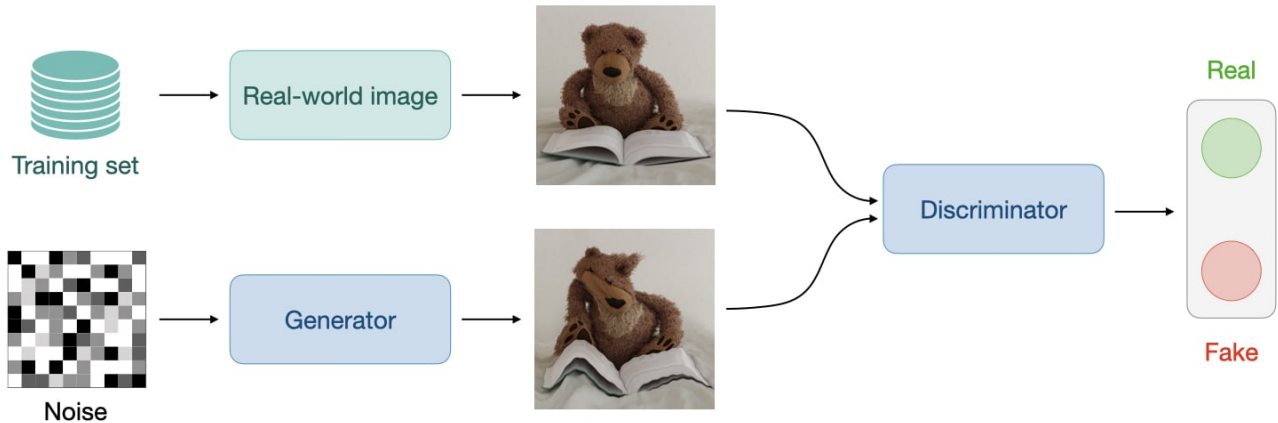 Training set
Real-world image
Noise
Generator
Discriminator
Real
Fake